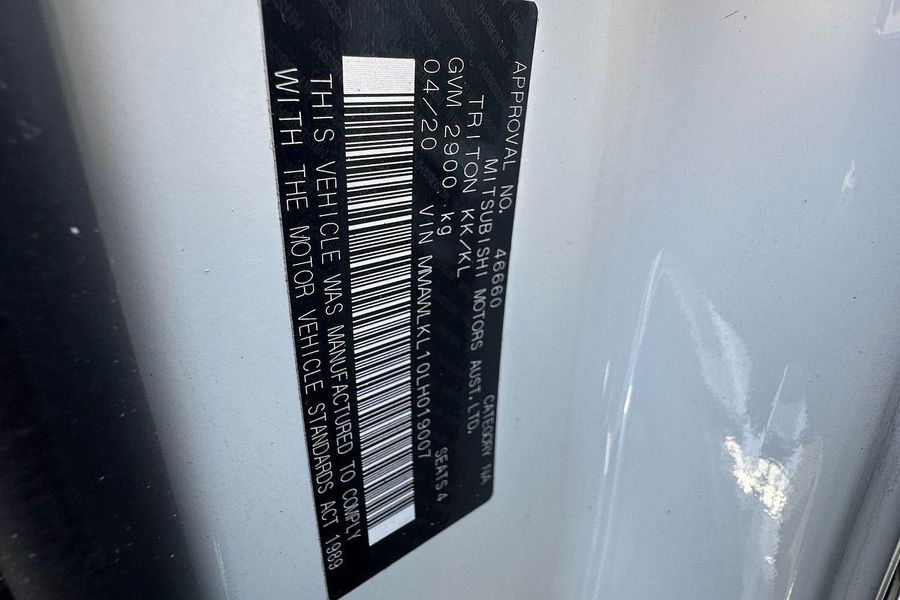 APPROVAL NO. 46660 CATEGORY NA
MITSUBISHI MOTORS AUST. LTD.
TRITON KK/KL
GVM 2900 kg SEATS 4
04/20 VIN MMAWLKL10LH019007
THIS VEHICLE WAS MANUFACTURED TO COMPLY
WITH THE MOTOR VEHICLE STANDARDS ACT 1989